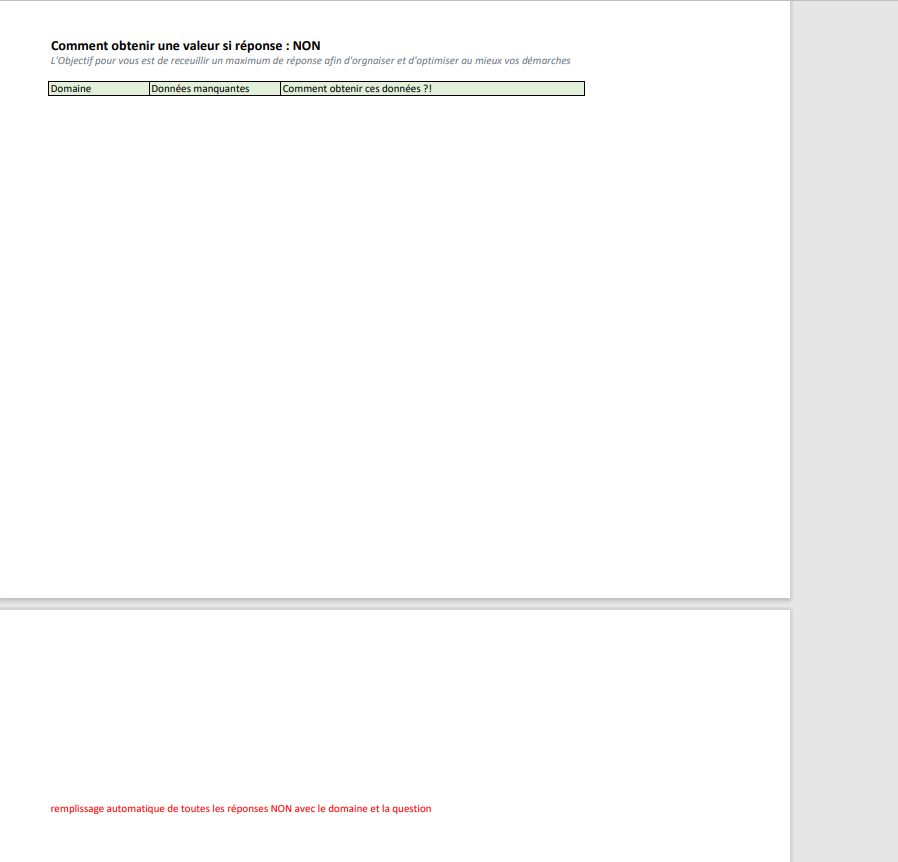 Comment obtenir une valeur si réponse : NON
L'Objectif pour vous est de receuillir un maximum de réponse afin d'orgnaiser et d'optimiser au mieux vos démarches
Domaine Données manquantes Comment obtenir ces données ?!
remplissage automatique de toutes les réponses NON avec le domaine et la question